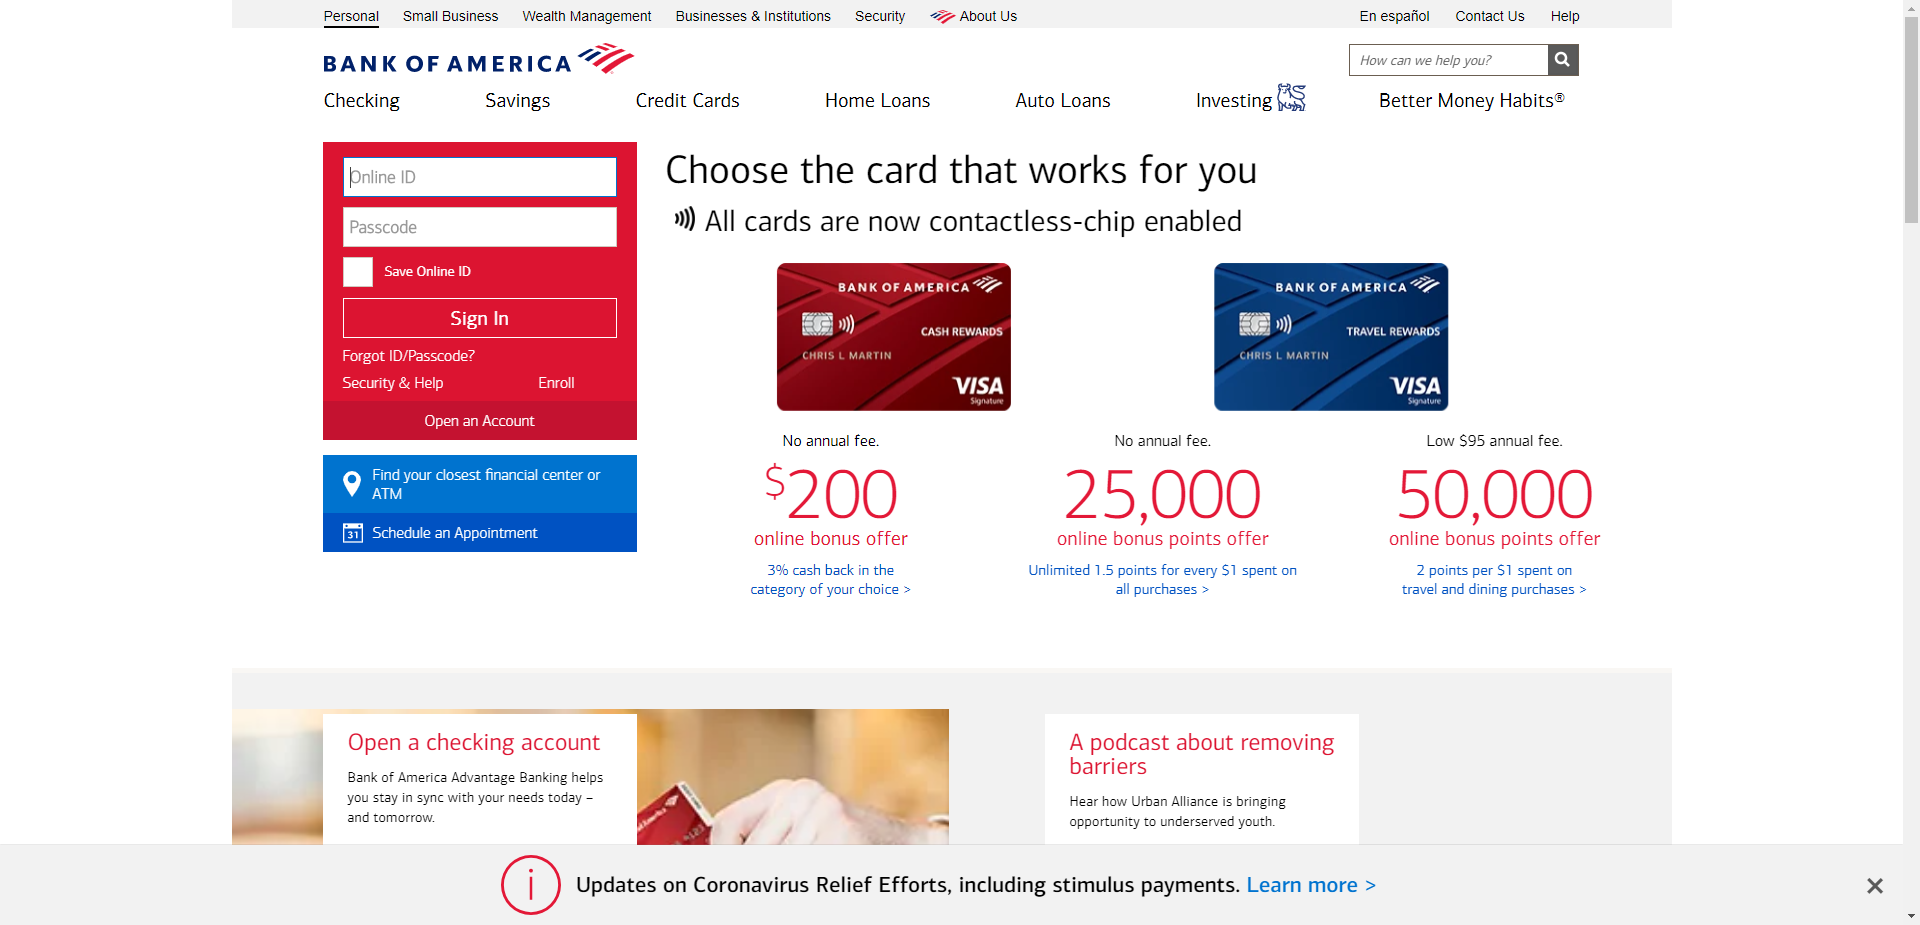 Personal
Small Business
Wealth Management
Businesses & Institutions
Security
About Us
En español
Contact Us
Help
BANK OF AMERICA
How can we help you?
Checking
Savings
Credit Cards
Home Loans
Auto Loans
Investing
Better Money Habits®
Online ID
Passcode
Save Online ID
Sign In
Forgot ID/Passcode?
Security & Help
Enroll
Open an Account
Find your closest financial center or
ATM
31
Schedule an Appointment
Choose the card that works for you
All cards are now contactless-chip enabled
BANK OF AMERICA
CASH REWARDS
CHRIS L MARTIN
VISA
Signature
BANK OF AMERICA
TRAVEL REWARDS
CHRIS L MARTIN
VISA
Signature
No annual fee.
$200
online bonus offer
3% cash back in the
category of your choice >
No annual fee.
25,000
online bonus points offer
Unlimited 1.5 points for every $1 spent on
all purchases >
Low $95 annual fee.
50,000
online bonus points offer
2 points per $1 spent on
travel and dining purchases >
Open a checking account
Bank of America Advantage Banking helps
you stay in sync with your needs today –
and tomorrow.
A podcast about removing
barriers
Hear how Urban Alliance is bringing
opportunity to underserved youth.
Updates on Coronavirus Relief Efforts, including stimulus payments. Learn more >